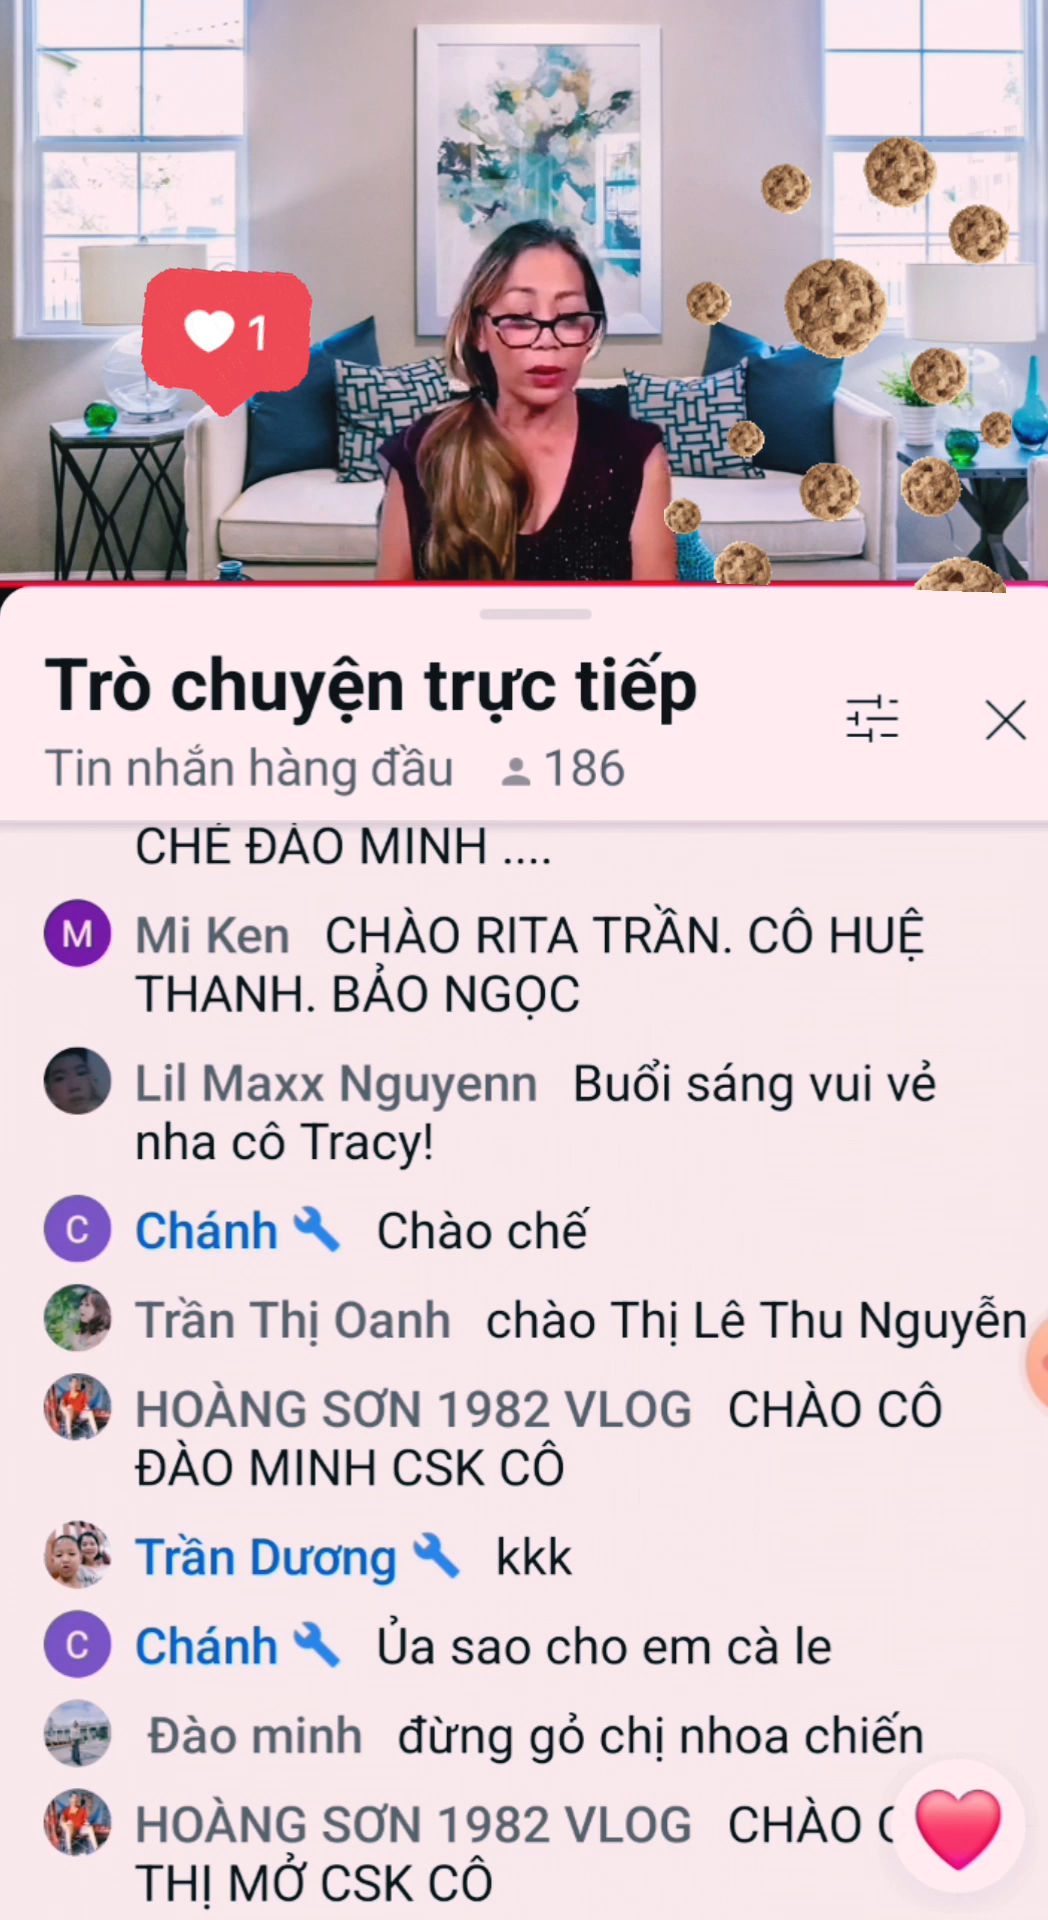 1
Trò chuyện trực tiếp
Tin nhắn hàng đầu 186
CHẾ ĐÀO MINH ....
M Mi Ken CHÀO RITA TRẦN. CÔ HUỆ
THANH. BẢO NGỌC
Lil Maxx Nguyenn Buổi sáng vui vẻ
nha cô Tracy!
C Chánh Chào chế
Trần Thị Oanh chào Thị Lê Thu Nguyễn
HOÀNG SƠN 1982 VLOG CHÀO CÔ
ĐÀO MINH CSK CÔ
Trần Dương kkk
C Chánh Ủa sao cho em cà le
Đào minh đừng gỏ chị nhoa chiến
HOÀNG SƠN 1982 VLOG CHÀO
THỊ MỞ CSK CÔ